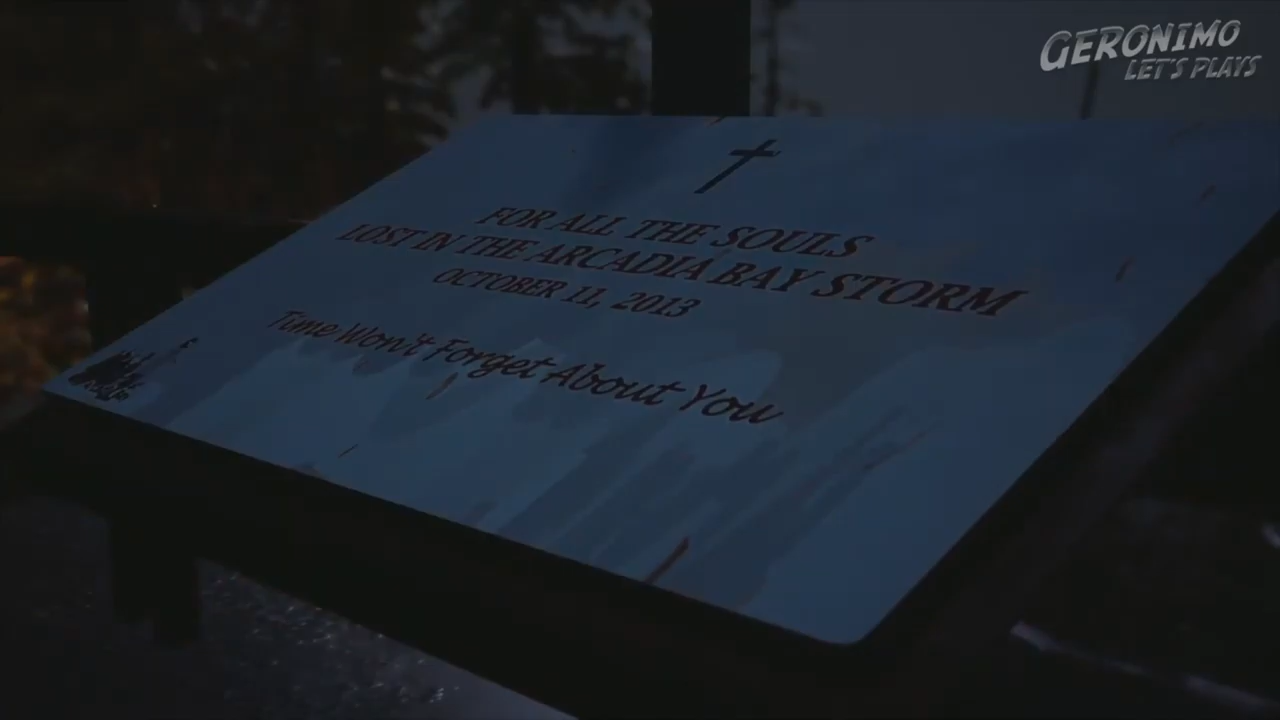 GERONIMO
LET'S PLAYS
FOR ALL THE SOULS
LOST IN THE ARCADIA BAY STORM
OCTOBER 11, 2013
Time Won't Forget About You